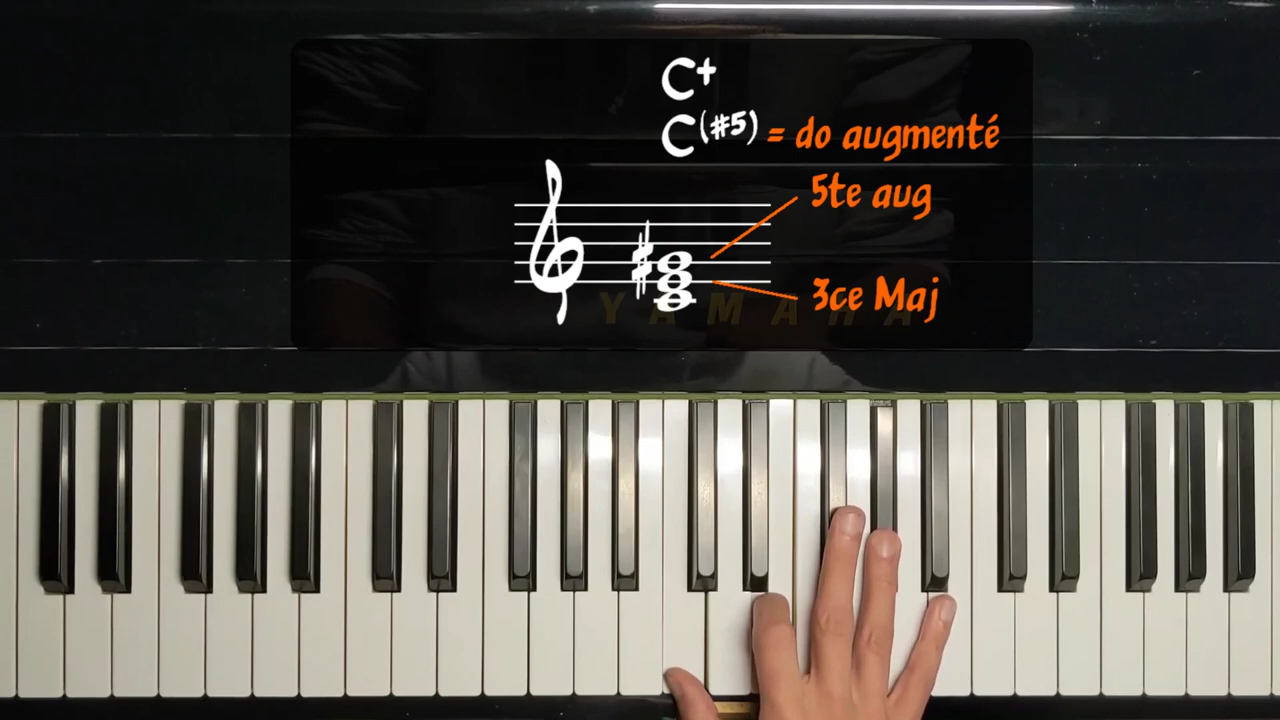 C+
C(#5) = do augmenté
5te aug
3ce Maj
YAMAHA